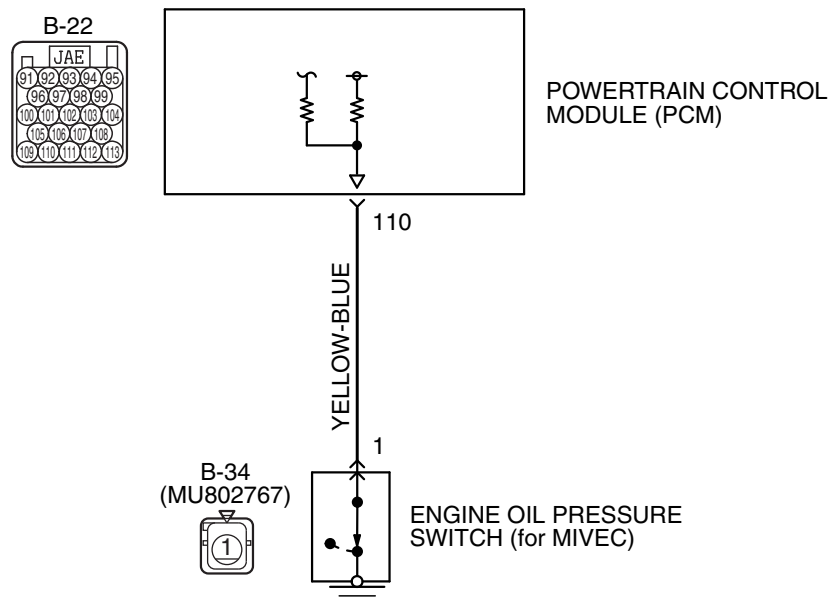 B-22
JAE
91 92 93 94 95
96 97 98 99
100 101 102 103 104
105 106 107 108
109 110 111 112 113
POWERTRAIN CONTROL
MODULE (PCM)
110
YELLOW-BLUE
1
B-34
(MU802767)
1
ENGINE OIL PRESSURE
SWITCH (for MIVEC)